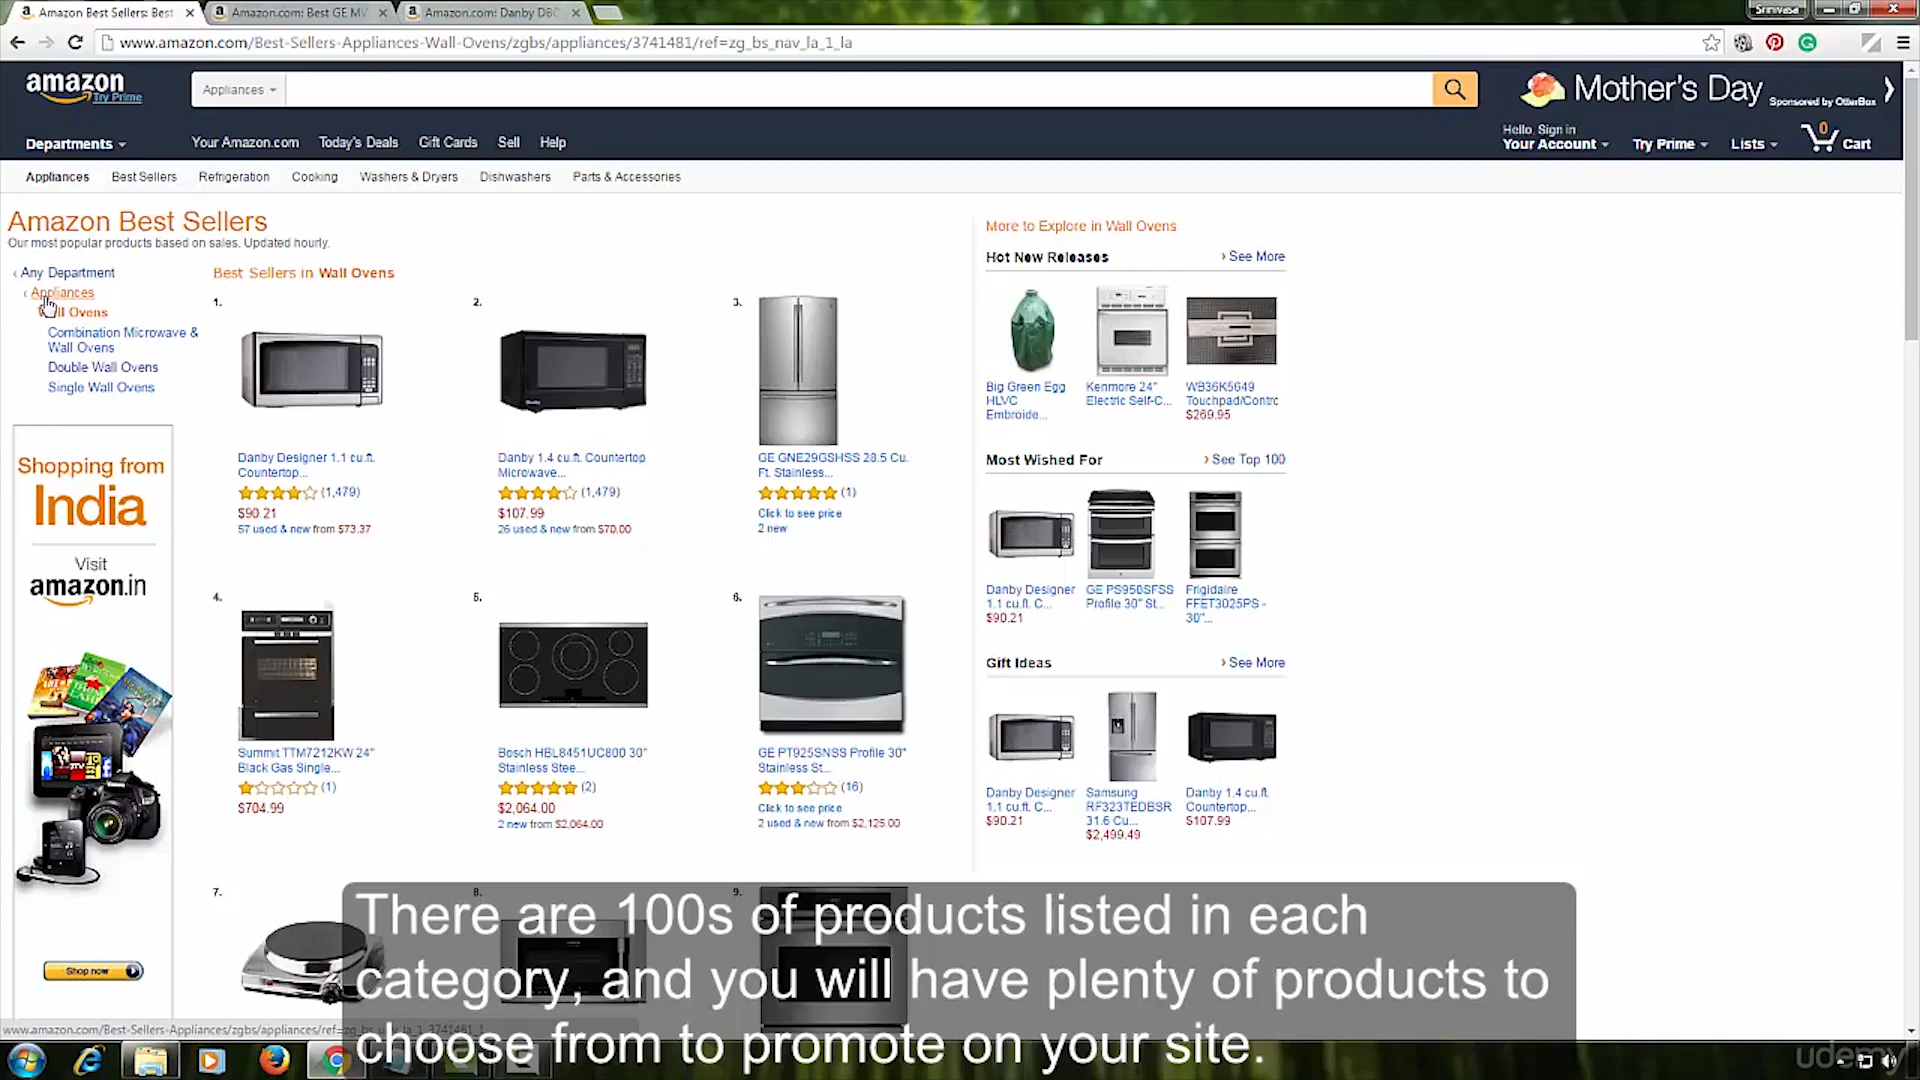 Amazon Best Sellers: Best
Amazon.com: Best GE MV
Amazon.com: Danby DB
Srinivasa
www.amazon.com/Best-Sellers-Appliances-Wall-Ovens/zgbs/appliances/3741481/ref=zg_bs_nav_la_1_la
amazon
Try Prime
Appliances
Mother's Day
Sponsored by OtterBox
Departments
Your Amazon.com Today's Deals Gift Cards Sell Help
Hello, Sign in
Your Account
Try Prime
Lists
0
Cart
Appliances Best Sellers Refrigeration Cooking Washers & Dryers Dishwashers Parts & Accessories
Amazon Best Sellers
Our most popular products based on sales. Updated hourly.
‹ Any Department
‹ Appliances
Wall Ovens
Combination Microwave &
Wall Ovens
Double Wall Ovens
Single Wall Ovens
Shopping from
India
Visit
amazon.in
Shop now
Best Sellers in Wall Ovens
1.
Danby Designer 1.1 cu.ft.
Countertop...
(1,479)
$90.21
57 used & new from $73.37
2.
Danby 1.4 cu.ft. Countertop
Microwave...
(1,479)
$107.99
26 used & new from $70.00
3.
GE GNE29GSHSS 28.5 Cu.
Ft. Stainless...
(1)
Click to see price
2 new
4.
Summit TTM7212KW 24"
Black Gas Single...
(1)
$704.99
5.
Bosch HBL8451UC800 30"
Stainless Stee...
(2)
$2,064.00
2 new from $2,064.00
6.
GE PT925SNSS Profile 30"
Stainless St...
(16)
Click to see price
2 used & new from $2,125.00
7.
8.
9.
More to Explore in Wall Ovens
Hot New Releases
› See More
Big Green Egg
HLVC
Embroide...
Kenmore 24"
Electric Self-C...
WB36K5649
Touchpad/Contrc
$269.95
Most Wished For
› See Top 100
Danby Designer
1.1 cu.ft. C...
$90.21
GE PS950SFSS
Profile 30" St...
Frigidaire
FFET3025PS -
30"...
Gift Ideas
› See More
Danby Designer
1.1 cu.ft. C...
$90.21
Samsung
RF323TEDBSR
31.6 Cu...
$2,499.49
Danby 1.4 cu.ft.
Countertop...
$107.99
There are 100s of products listed in each
category, and you will have plenty of products to
choose from to promote on your site.
www.amazon.com/Best-Sellers-Appliances/zgbs/appliances/ref=zg_bs_unv_la_1_3741481_1
udemy